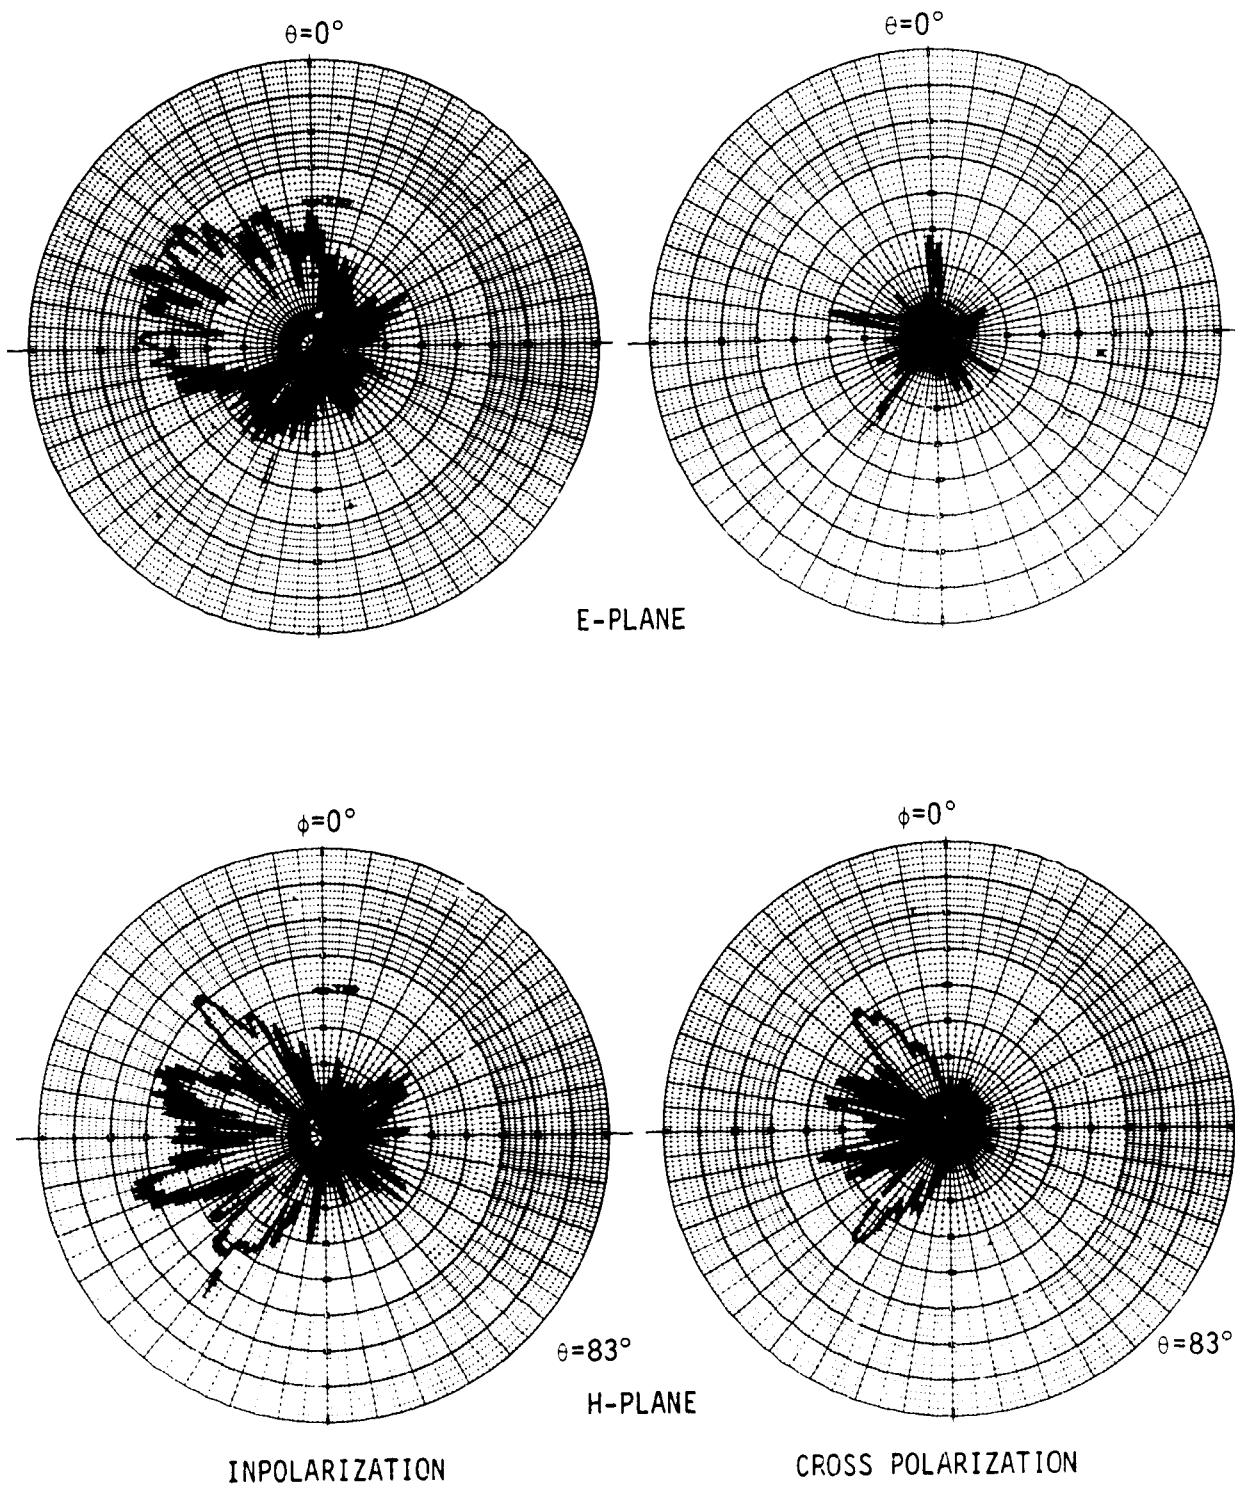 θ=0°
θ=0°
E-PLANE
φ=0°
φ=0°
θ=83°
θ=83°
H-PLANE
INPOLARIZATION
CROSS POLARIZATION